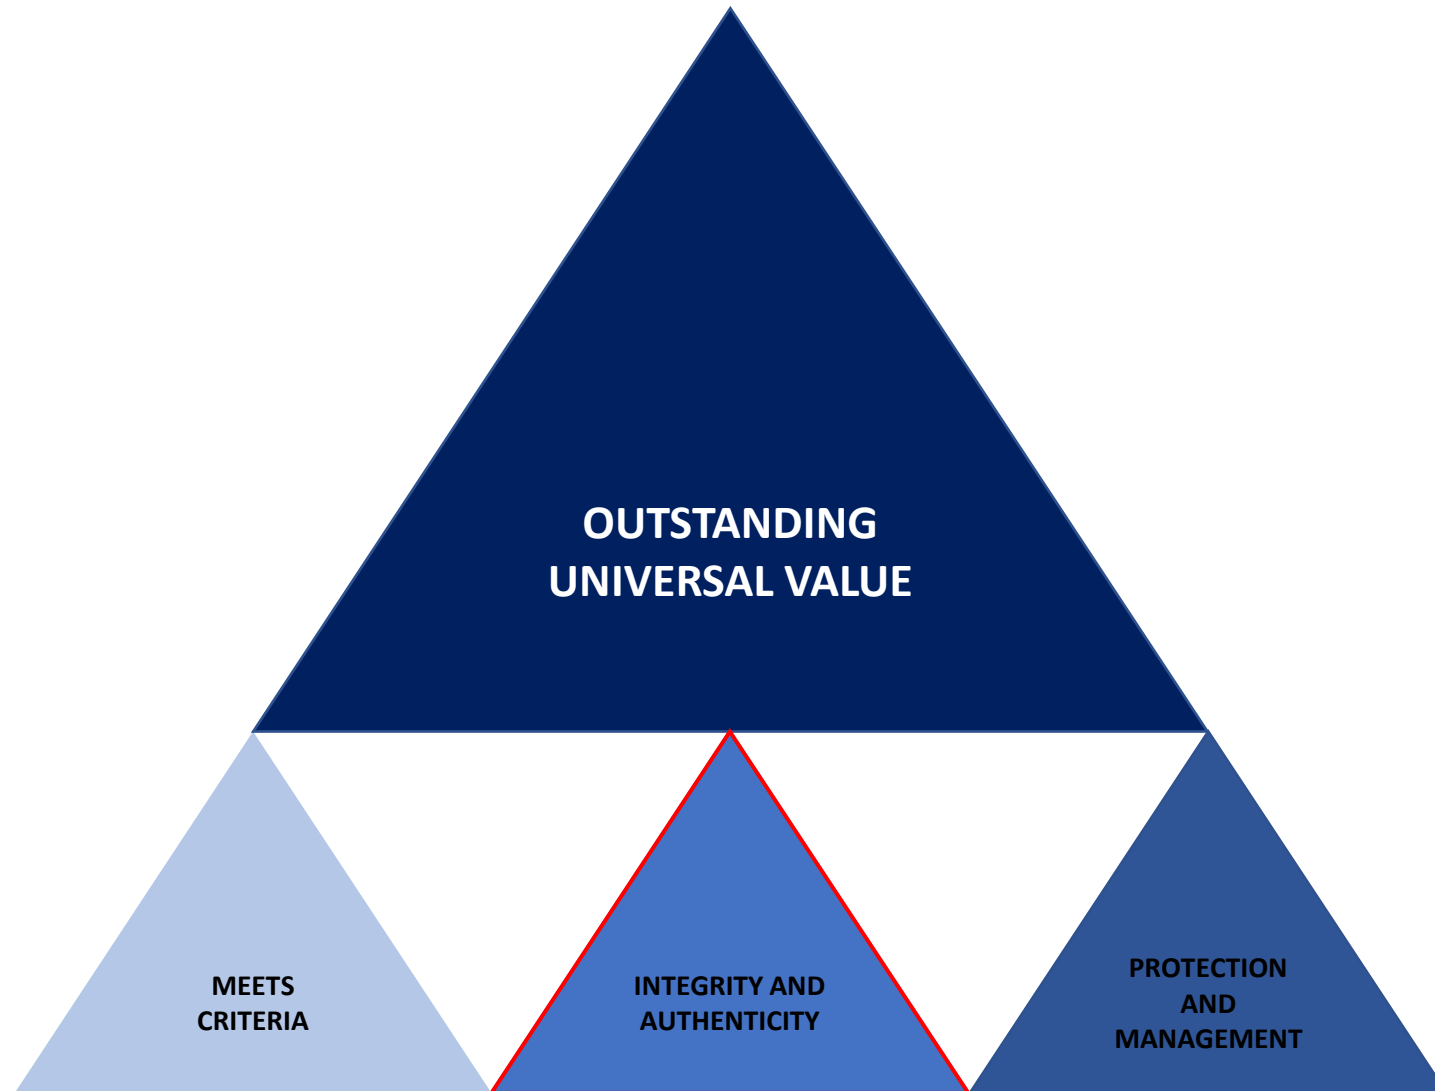 OUTSTANDING
UNIVERSAL VALUE
MEETS
CRITERIA
INTEGRITY AND
AUTHENTICITY
PROTECTION
AND
MANAGEMENT